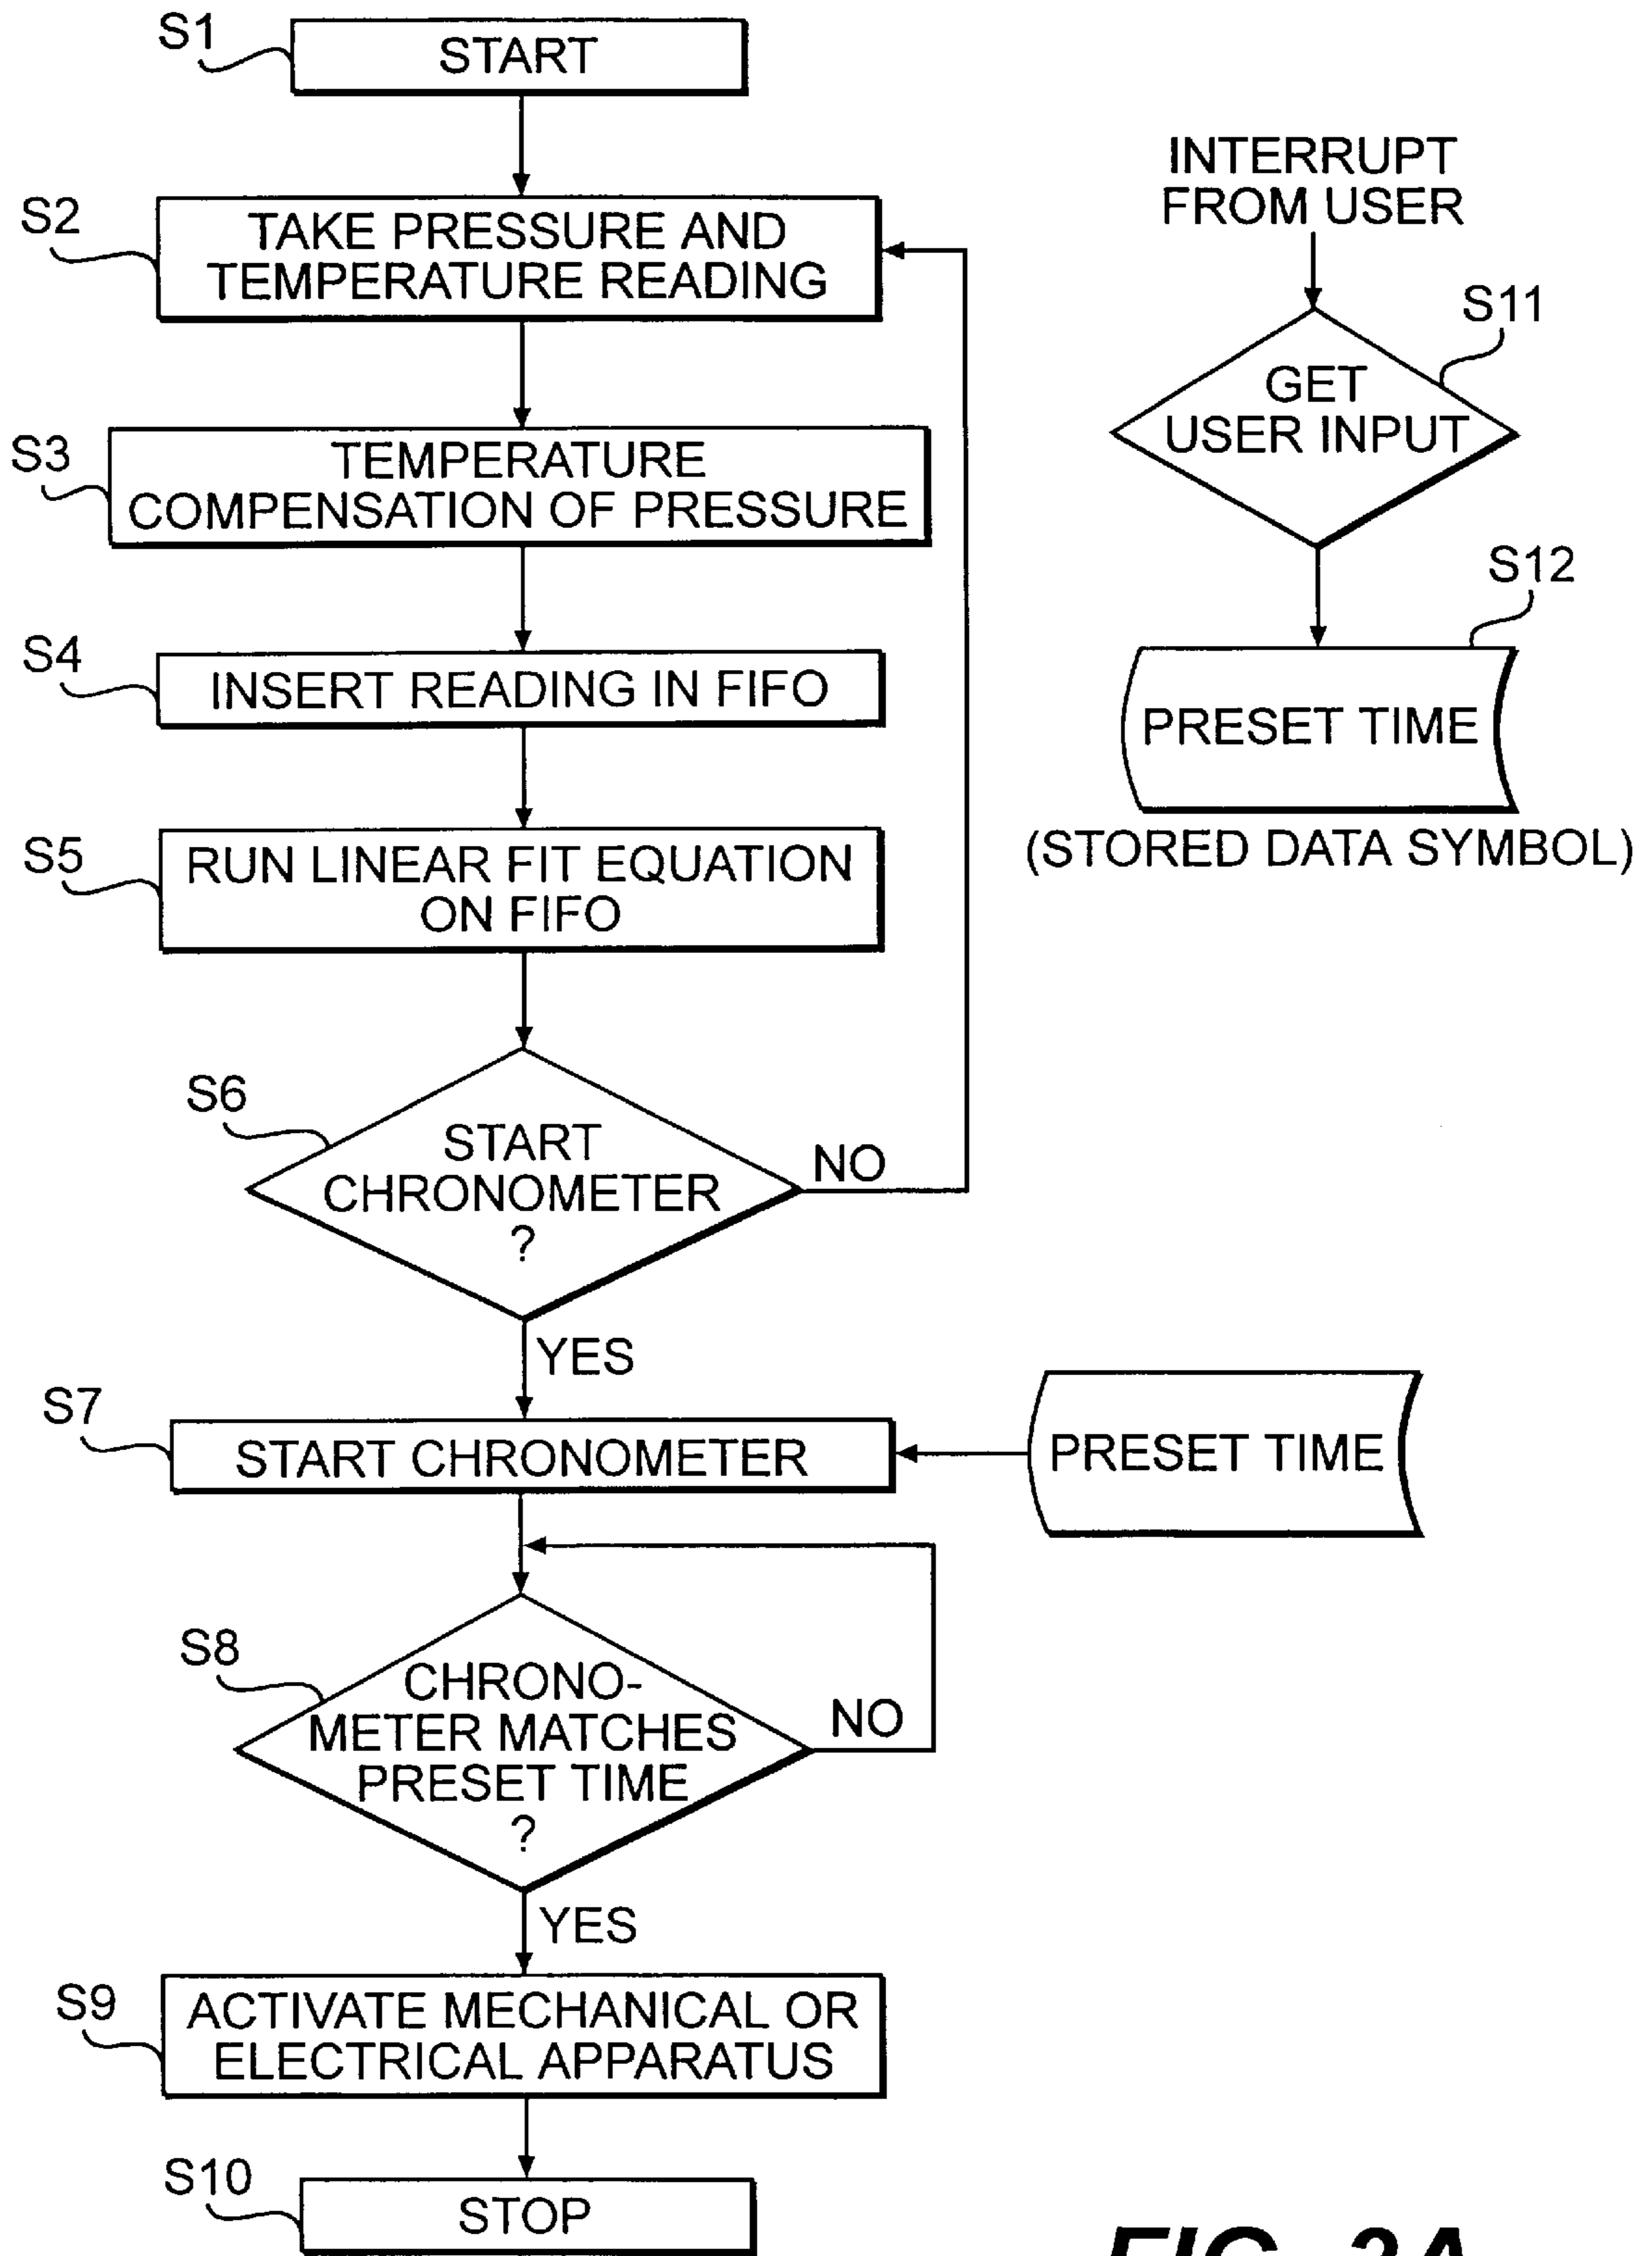 S1
START
S2
TAKE PRESSURE AND
TEMPERATURE READING
S3
TEMPERATURE
COMPENSATION OF PRESSURE
S4
INSERT READING IN FIFO
S5
RUN LINEAR FIT EQUATION
ON FIFO
S6
START
CHRONOMETER
?
NO
YES
S7
START CHRONOMETER
PRESET TIME
S8
CHRONO-
METER MATCHES
PRESET TIME
?
NO
YES
S9
ACTIVATE MECHANICAL OR
ELECTRICAL APPARATUS
S10
STOP
INTERRUPT
FROM USER
S11
GET
USER INPUT
S12
PRESET TIME
(STORED DATA SYMBOL)
FIG. 3A